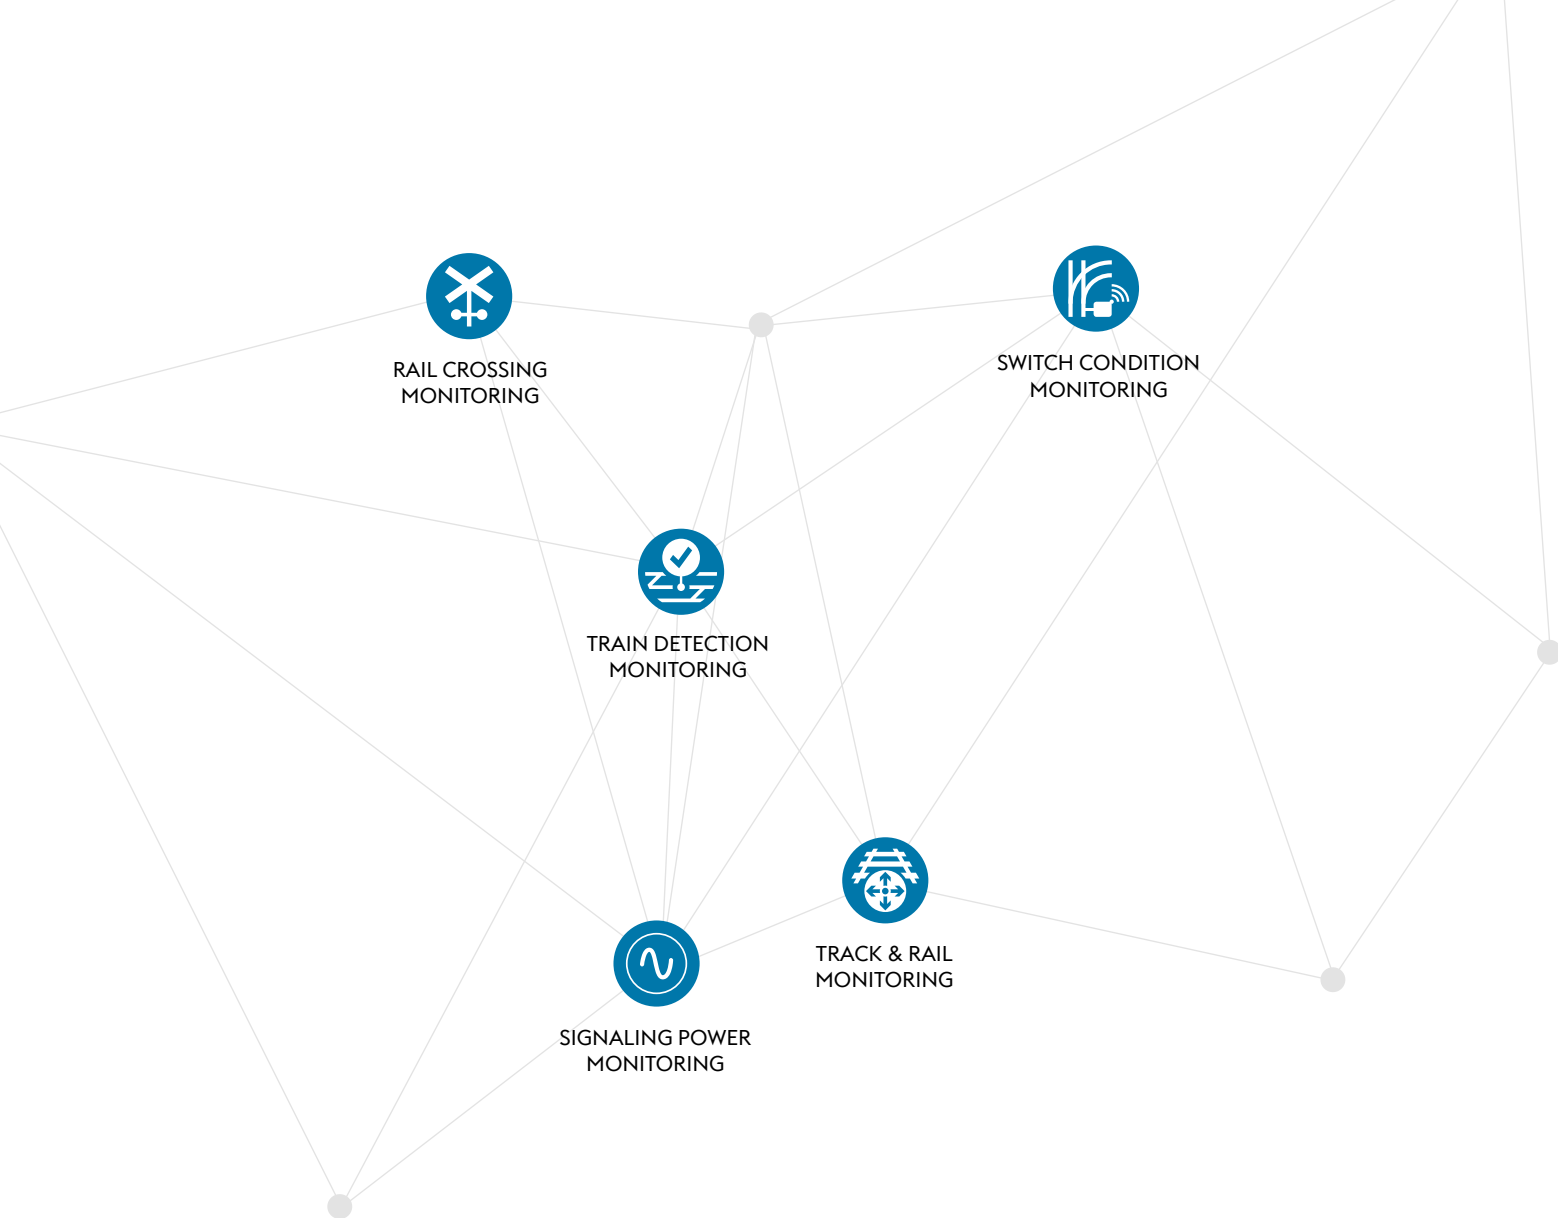 RAIL CROSSING
MONITORING
SWITCH CONDITION
MONITORING
TRAIN DETECTION
MONITORING
TRACK & RAIL
MONITORING
SIGNALING POWER
MONITORING